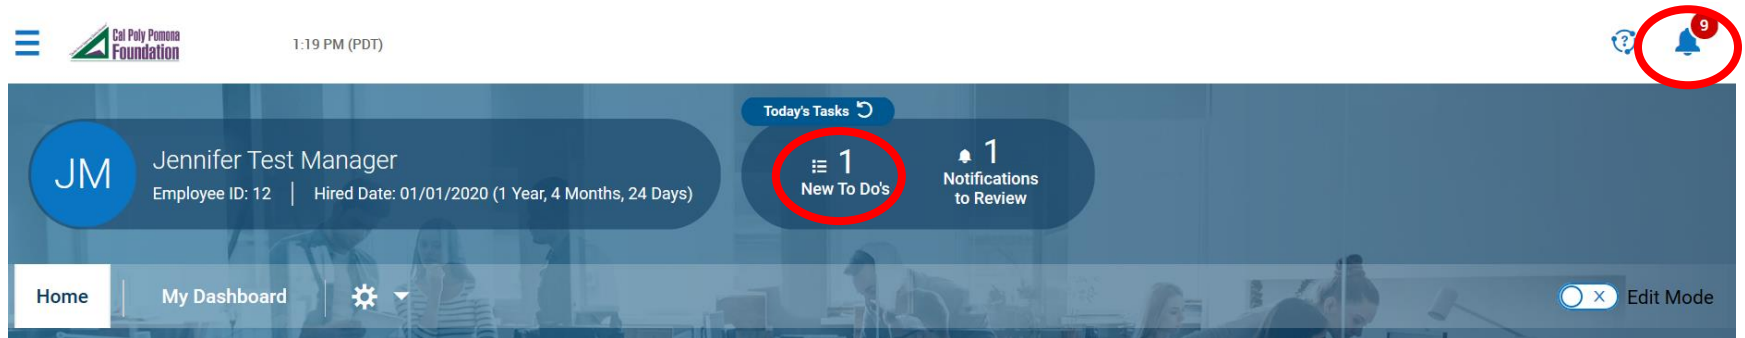 Cal Poly Pomona
Foundation
1:19 PM (PDT)
?
9
Today's Tasks
JM
Jennifer Test Manager
Employee ID: 12 | Hired Date: 01/01/2020 (1 Year, 4 Months, 24 Days)
1
New To Do's
1
Notifications
to Review
Home
My Dashboard
X
Edit Mode